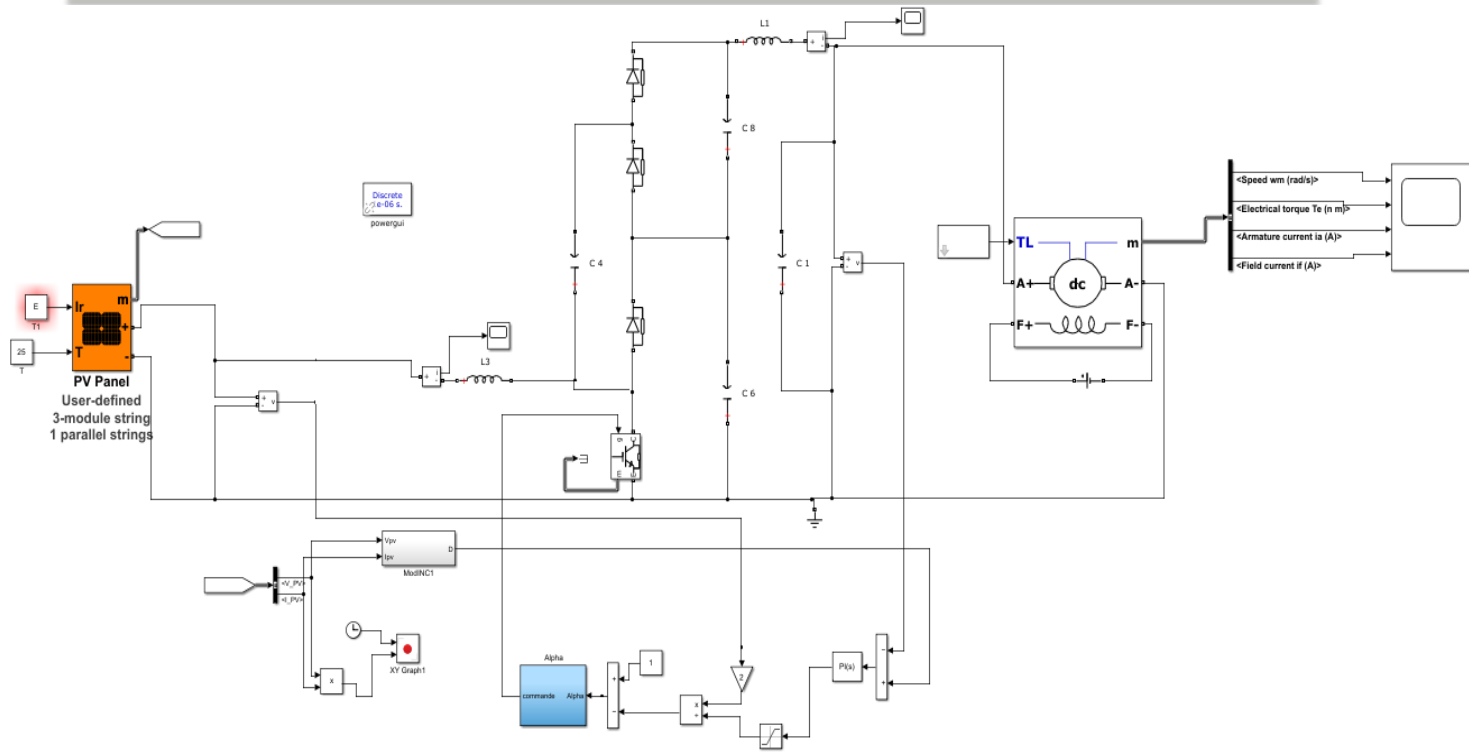 L1
C 8
Discrete
e-06 s.
powergui
<Speed wm (rad/s)>
<Electrical torque Te (n m)>
<Armature current ia (A)>
<Field current if (A)>
TL
m
C 4
C 1
+
-
v
A+
dc
A-
F+
F-
E
T1
Ir
m
+
T
-
25
T
PV Panel
User-defined
3-module string
1 parallel strings
+
i
-
L3
+
-
v
C 6
g
C
m
E
Vpv
Ipv
D
ModINC1
<V_PV>
<I_PV>
XY Graph1
x
Alpha
commande
Alpha
+
−
1
2
x
÷
PI(s)
−
+